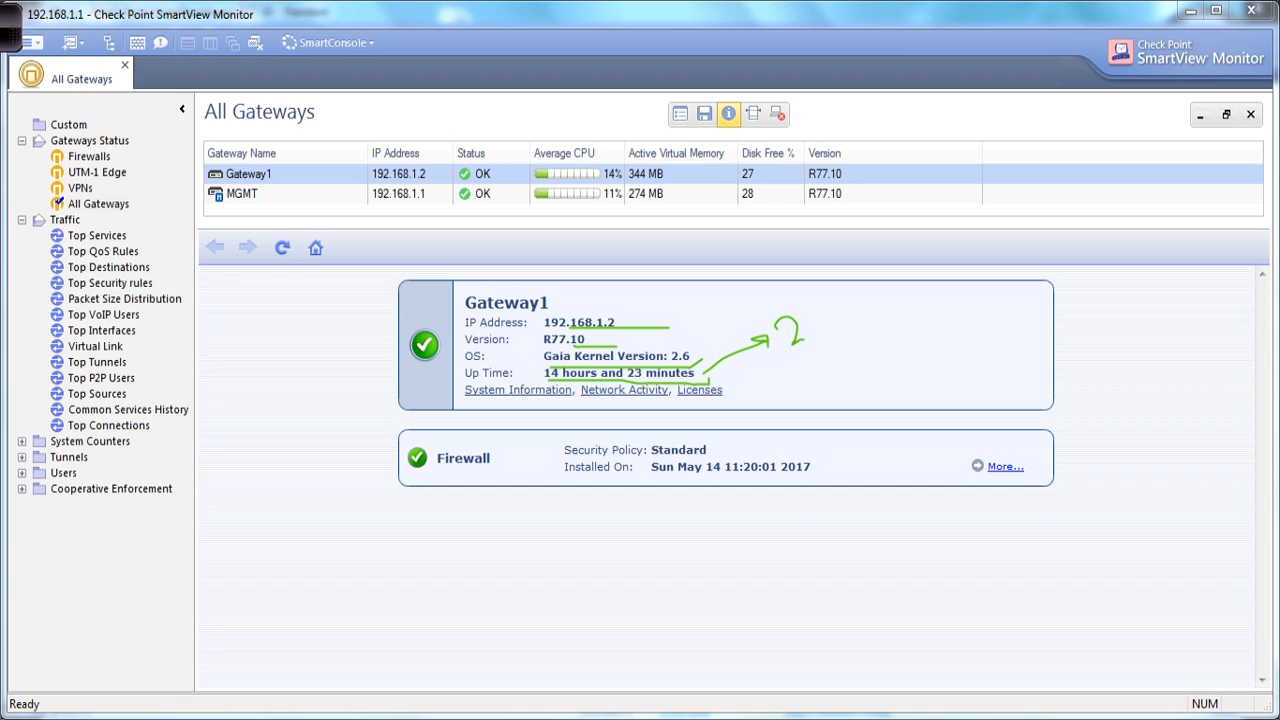 192.168.1.1 - Check Point SmartView Monitor
SmartConsole
Check Point
SmartView Monitor
All Gateways
Custom
Gateways Status
Firewalls
UTM-1 Edge
VPNs
All Gateways
Traffic
Top Services
Top QoS Rules
Top Destinations
Top Security rules
Packet Size Distribution
Top VoIP Users
Top Interfaces
Virtual Link
Top Tunnels
Top P2P Users
Top Sources
Common Services History
Top Connections
System Counters
Tunnels
Users
Cooperative Enforcement
All Gateways
Gateway Name IP Address Status Average CPU Active Virtual Memory Disk Free % Version
Gateway1 192.168.1.2 OK 14% 344 MB 27 R77.10
MGMT 192.168.1.1 OK 11% 274 MB 28 R77.10
Gateway1
IP Address: 192.168.1.2
Version: R77.10
OS: Gaia Kernel Version: 2.6
Up Time: 14 hours and 23 minutes
System Information, Network Activity, Licenses
2
Firewall
Security Policy: Standard
Installed On: Sun May 14 11:20:01 2017
More...
Ready
NUM